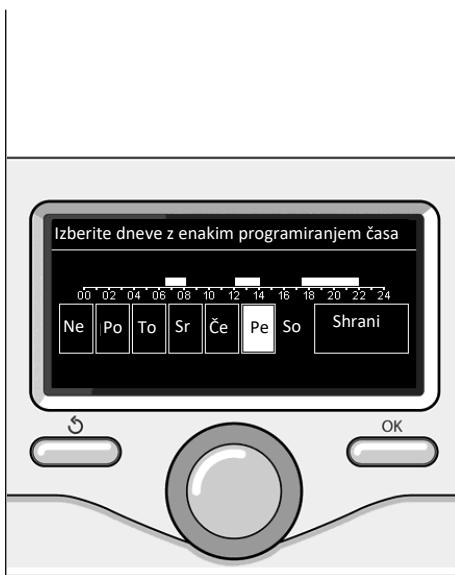 Izberite dneve z enakim programiranjem časa
00 02 04 06 08 10 12 14 16 18 20 22 24
Ne Po To Sr Če Pe So Shrani
OK